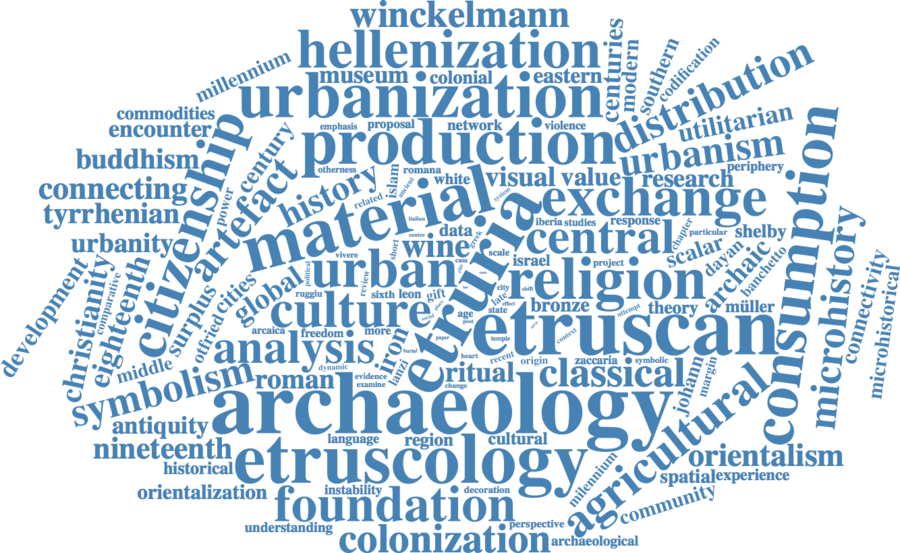 winckelmann
hellenization
millennium
museum
colonial
eastern
centuries
modern
southern
codification
urbanization
distribution
commodities
encounter
emphasis
proposal
network
violence
utilitarian
citizenship
century
production
urbanism
periphery
buddhism
otherness
history
islam
romana
ancient
white
visual value
research
connecting
power
artefact
related
system
exchange
consumption
tyrrhenian
material
italian
iberia
studies
response
chapter
particular
shelby
microhistory
urbanity
centre
data
greek
central
scalar
dayan
archaic
banchetto
connectivity
microhistorical
development
christianity
comparative
eighteenth
surplus
otfried
cities
global
political
vivere
short
wine
scale
israel
project
urban
review
etruria
religion
ruggiu
sixth
leon
gift
city
shift
late
state
effect
bronze
theory
müller
attempt
culture
arcaica
freedom
more
social
age
post
etruscan
context
middle
analysis
iron
paper
temple
dynamic
lanzi
burial
heart
recent
origin
zaccaria
symbolic
johann
margin
symbolism
roman
evidence
examine
change
ritual
classical
agricultural
archaeology
antiquity
language
region
cultural
nineteenth
etruscology
orientalism
historical
spatial
experience
orientalization
instability
decoration
milennium
community
foundation
understanding
perspective
colonization
archaeological